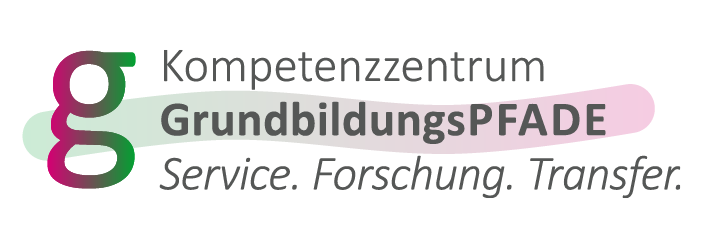 g
Kompetenzzentrum
GrundbildungsPFADE
Service. Forschung. Transfer.